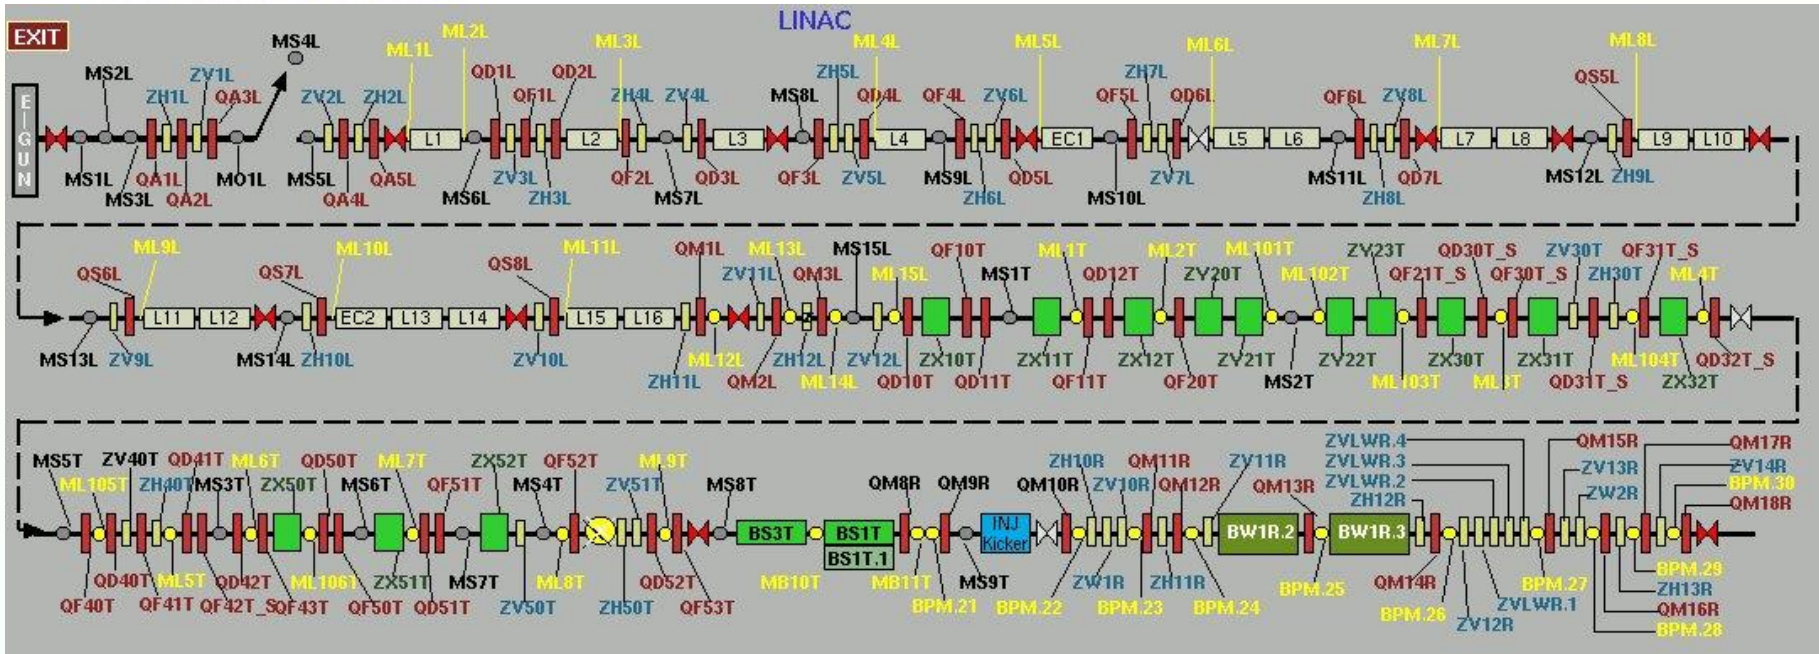 LINAC
EXIT
E-GUN
MS4L
ML1L
ML2L
ML3L
ML4L
ML5L
ML6L
ML7L
ML8L
MS2L
ZV1L
ZH1L
QA3L
ZV2L
ZH2L
QD1L
QF1L
QD2L
ZH4L
ZV4L
MS8L
ZH5L
QD4L
QF4L
ZV6L
QF5L
ZH7L
QD6L
QF6L
ZV8L
QS5L
L1
L2
L3
L4
EC1
L5
L6
L7
L8
L9
L10
MS1L
MS3L
QA1L
QA2L
MO1L
MS5L
QA4L
QA5L
MS6L
ZV3L
ZH3L
QF2L
MS7L
QD3L
QF3L
ZV5L
MS9L
ZH6L
QD5L
MS10L
ZV7L
MS11L
ZH8L
QD7L
MS12L
ZH9L
QS6L
ML9L
QS7L
ML10L
QS8L
ML11L
QM1L
ZV11L
ML13L
QM3L
MS15L
ML15L
QF10T
MS1T
ML1T
QD12T
ML2T
ZY20T
ML101T
ML102T
ZY23T
QF21T_S
QD30T_S
QF30T_S
ZV30T
ZH30T
QF31T_S
ML4T
L11
L12
EC2
L13
L14
L15
L16
MS13L
ZV9L
MS14L
ZH10L
ZV10L
ZH11L
ML12L
QM2L
ZH12L
ML14L
ZV12L
QD10T
ZX10T
QD11T
ZX11T
QF11T
ZX12T
QF20T
ZY21T
MS2T
ZY22T
ML103T
ZX30T
ML3T
ZX31T
QD31T_S
ML104T
ZX32T
QD32T_S
MS5T
ML105T
ZV40T
ZH40T
QD41T
MS3T
ML6T
ZX50T
QD50T
MS6T
ML7T
QF51T
ZX52T
MS4T
QF52T
ZV51T
ML9T
MS8T
QM8R
QM9R
QM10R
ZH10R
ZV10R
QM11R
QM12R
ZV11R
QM13R
ZVLWR.4
ZVLWR.3
ZVLWR.2
ZH12R
QM15R
ZV13R
ZW2R
QM17R
ZV14R
BPM.30
QM18R
BS3T
BS1T
BS1T.1
INJ
Kicker
BW1R.2
BW1R.3
QF40T
QD40T
QF41T
ML5T
QF42T_S
QD42T
QF43T
ML106T
QF50T
ZX51T
QD51T
MS7T
ZV50T
ML8T
ZH50T
QD52T
QF53T
MB10T
MB11T
BPM.21
MS9T
BPM.22
ZW1R
BPM.23
ZH11R
BPM.24
BPM.25
QM14R
BPM.26
ZV12R
ZVLWR.1
BPM.27
BPM.29
ZH13R
QM16R
BPM.28